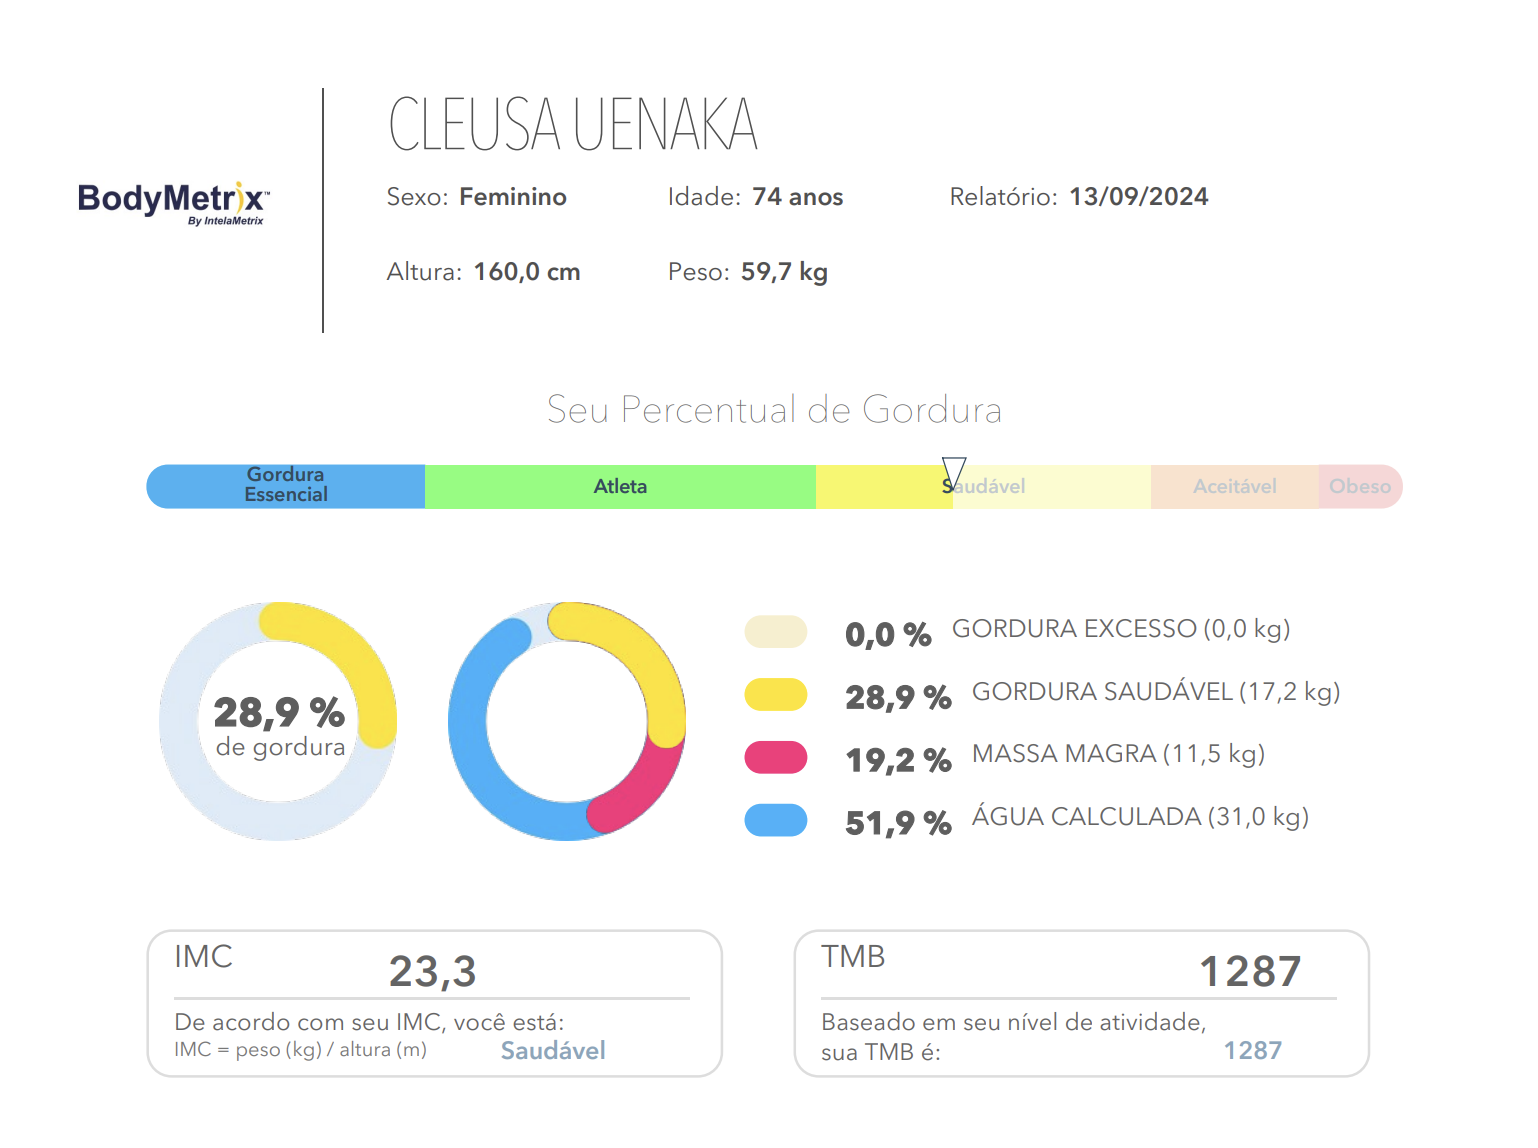 CLEUSA UENAKA
BodyMetrix™
By IntelaMetrix
Sexo: Feminino Idade: 74 anos Relatório: 13/09/2024
Altura: 160,0 cm Peso: 59,7 kg
Seu Percentual de Gordura
Gordura
Essencial
Atleta
Saudável
Aceitável
Obeso
28,9 %
de gordura
0,0 % GORDURA EXCESSO (0,0 kg)
28,9 % GORDURA SAUDÁVEL (17,2 kg)
19,2 % MASSA MAGRA (11,5 kg)
51,9 % ÁGUA CALCULADA (31,0 kg)
IMC 23,3
De acordo com seu IMC, você está:
IMC = peso (kg) / altura (m) Saudável
TMB 1287
Baseado em seu nível de atividade,
sua TMB é: 1287